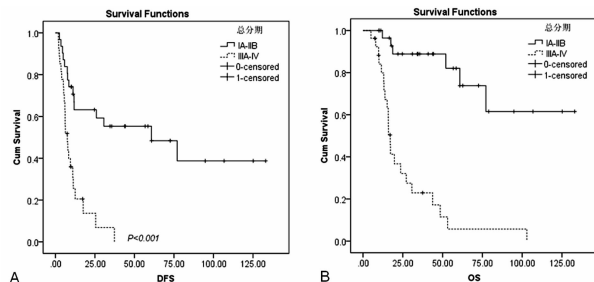 Survival Functions
总分期
IA-IIB
IIIA-IV
0-censored
1-censored
Cum Survival
1.0
0.8
0.6
0.4
0.2
0.0
P<0.001
.00 25.00 50.00 75.00 100.00 125.00
DFS
A
Survival Functions
总分期
IA-IIB
IIIA-IV
0-censored
1-censored
Cum Survival
1.0
0.8
0.6
0.4
0.2
0.0
.00 25.00 50.00 75.00 100.00 125.00
OS
B